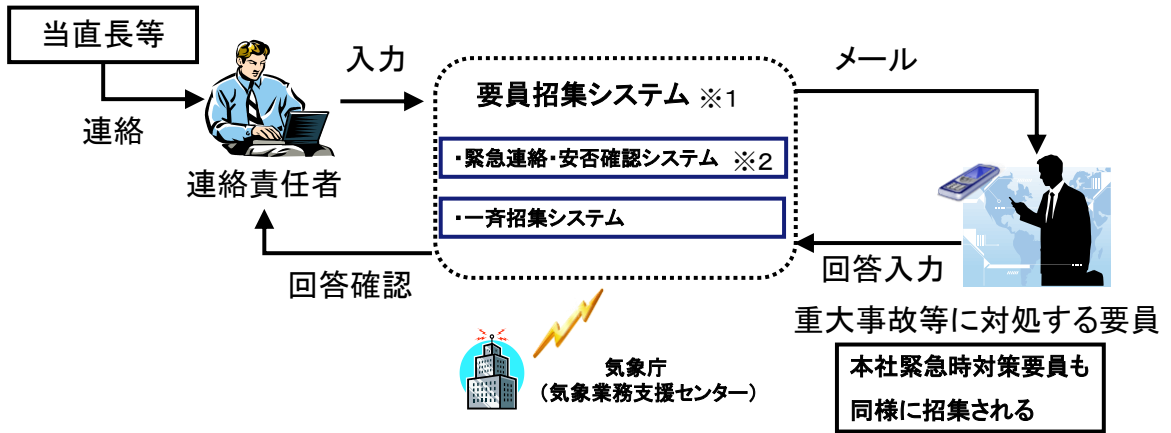 当直長等
連絡
連絡責任者
入力
要員招集システム ※1
・緊急連絡・安否確認システム ※2
・一斉招集システム
メール
回答入力
回答確認
重大事故等に対処する要員
本社緊急時対策要員も
同様に招集される
気象庁
（気象業務支援センター）